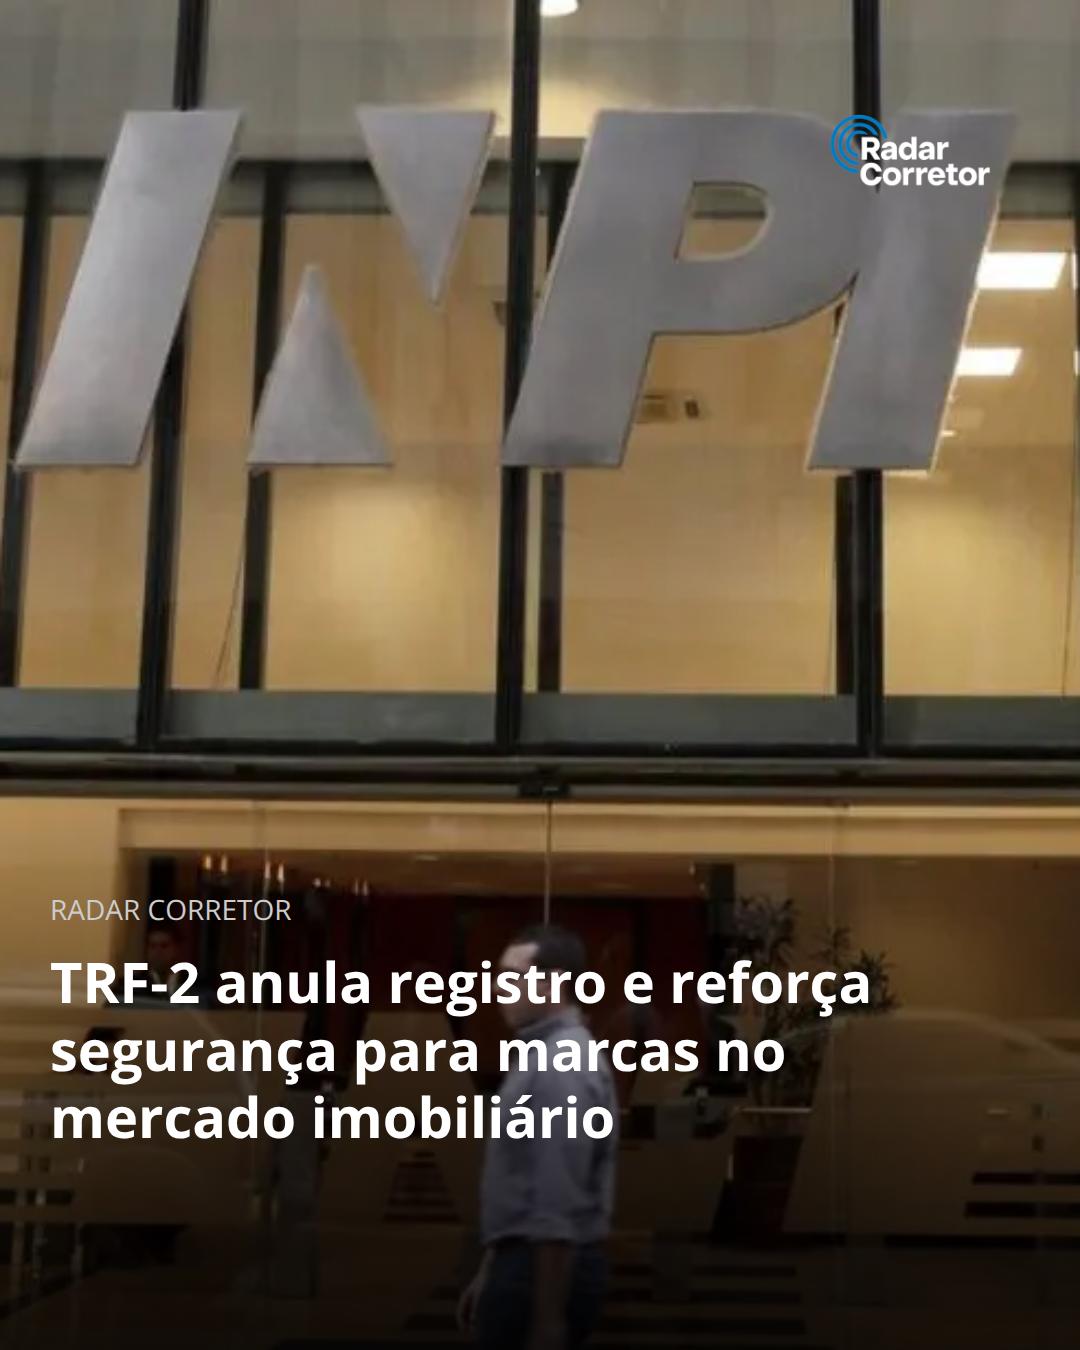 INPI
Radar
Corretor
RADAR CORRETOR
TRF-2 anula registro e reforça
segurança para marcas no
mercado imobiliário